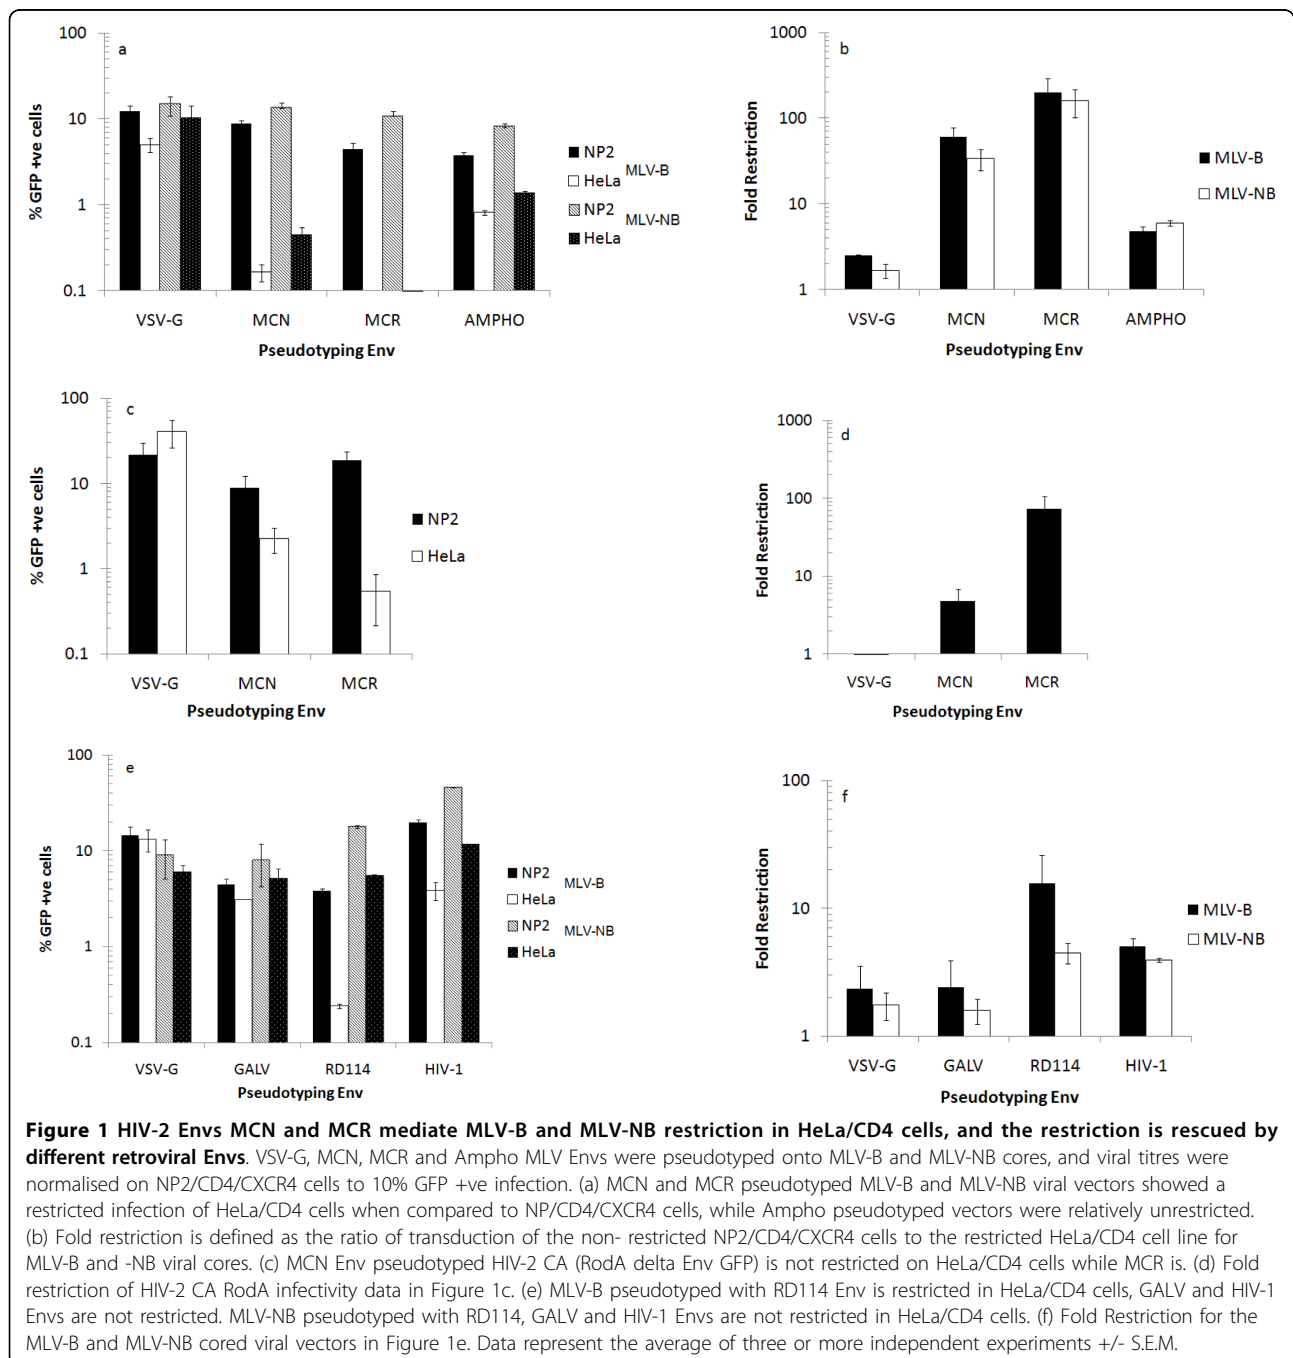 a
100
10
1
0.1
% GFP +ve cells
VSV-G MCN MCR AMPHO
Pseudotyping Env
NP2
HeLa MLV-B
NP2
MLV-NB
HeLa
b
1000
100
10
1
Fold Restriction
VSV-G MCN MCR AMPHO
Pseudotyping Env
MLV-B
MLV-NB
c
100
10
1
0.1
% GFP +ve cells
VSV-G MCN MCR
Pseudotyping Env
NP2
HeLa
d
1000
100
10
1
Fold Restriction
VSV-G MCN MCR
Pseudotyping Env
e
100
10
1
0.1
% GFP +ve cells
VSV-G GALV RD114 HIV-1
Pseudotyping Env
NP2
MLV-B
HeLa
NP2
MLV-NB
HeLa
f
100
10
1
Fold Restriction
VSV-G GALV RD114 HIV-1
Pseudotyping Env
MLV-B
MLV-NB
Figure 1 HIV-2 Envs MCN and MCR mediate MLV-B and MLV-NB restriction in HeLa/CD4 cells, and the restriction is rescued by
different retroviral Envs. VSV-G, MCN, MCR and Ampho MLV Envs were pseudotyped onto MLV-B and MLV-NB cores, and viral titres were
normalised on NP2/CD4/CXCR4 cells to 10% GFP +ve infection. (a) MCN and MCR pseudotyped MLV-B and MLV-NB viral vectors showed a
restricted infection of HeLa/CD4 cells when compared to NP/CD4/CXCR4 cells, while Ampho pseudotyped vectors were relatively unrestricted.
(b) Fold restriction is defined as the ratio of transduction of the non- restricted NP2/CD4/CXCR4 cells to the restricted HeLa/CD4 cell line for
MLV-B and -NB viral cores. (c) MCN Env pseudotyped HIV-2 CA (RodA delta Env GFP) is not restricted on HeLa/CD4 cells while MCR is. (d) Fold
restriction of HIV-2 CA RodA infectivity data in Figure 1c. (e) MLV-B pseudotyped with RD114 Env is restricted in HeLa/CD4 cells, GALV and HIV-1
Envs are not restricted. MLV-NB pseudotyped with RD114, GALV and HIV-1 Envs are not restricted in HeLa/CD4 cells. (f) Fold Restriction for the
MLV-B and MLV-NB cored viral vectors in Figure 1e. Data represent the average of three or more independent experiments +/- S.E.M.